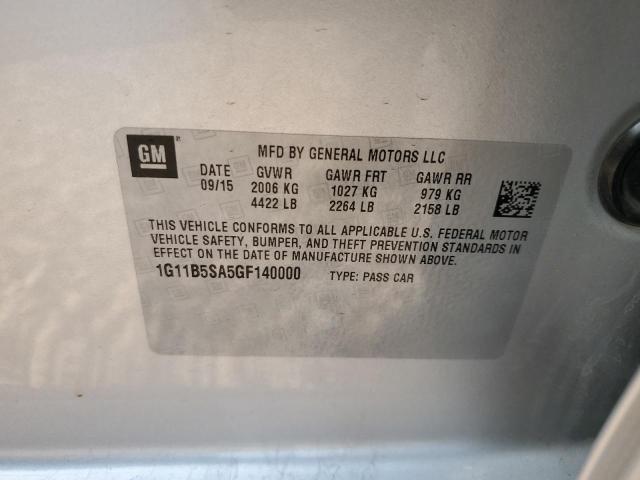 GM
MFD BY GENERAL MOTORS LLC
DATE GVWR GAWR FRT GAWR RR
09/15 2006 KG 1027 KG 979 KG
4422 LB 2264 LB 2158 LB
THIS VEHICLE CONFORMS TO ALL APPLICABLE U.S. FEDERAL MOTOR
VEHICLE SAFETY, BUMPER, AND THEFT PREVENTION STANDARDS IN
EFFECT ON THE DATE OF MANUFACTURE SHOWN ABOVE.
1G11B5SA5GF140000 TYPE: PASS CAR